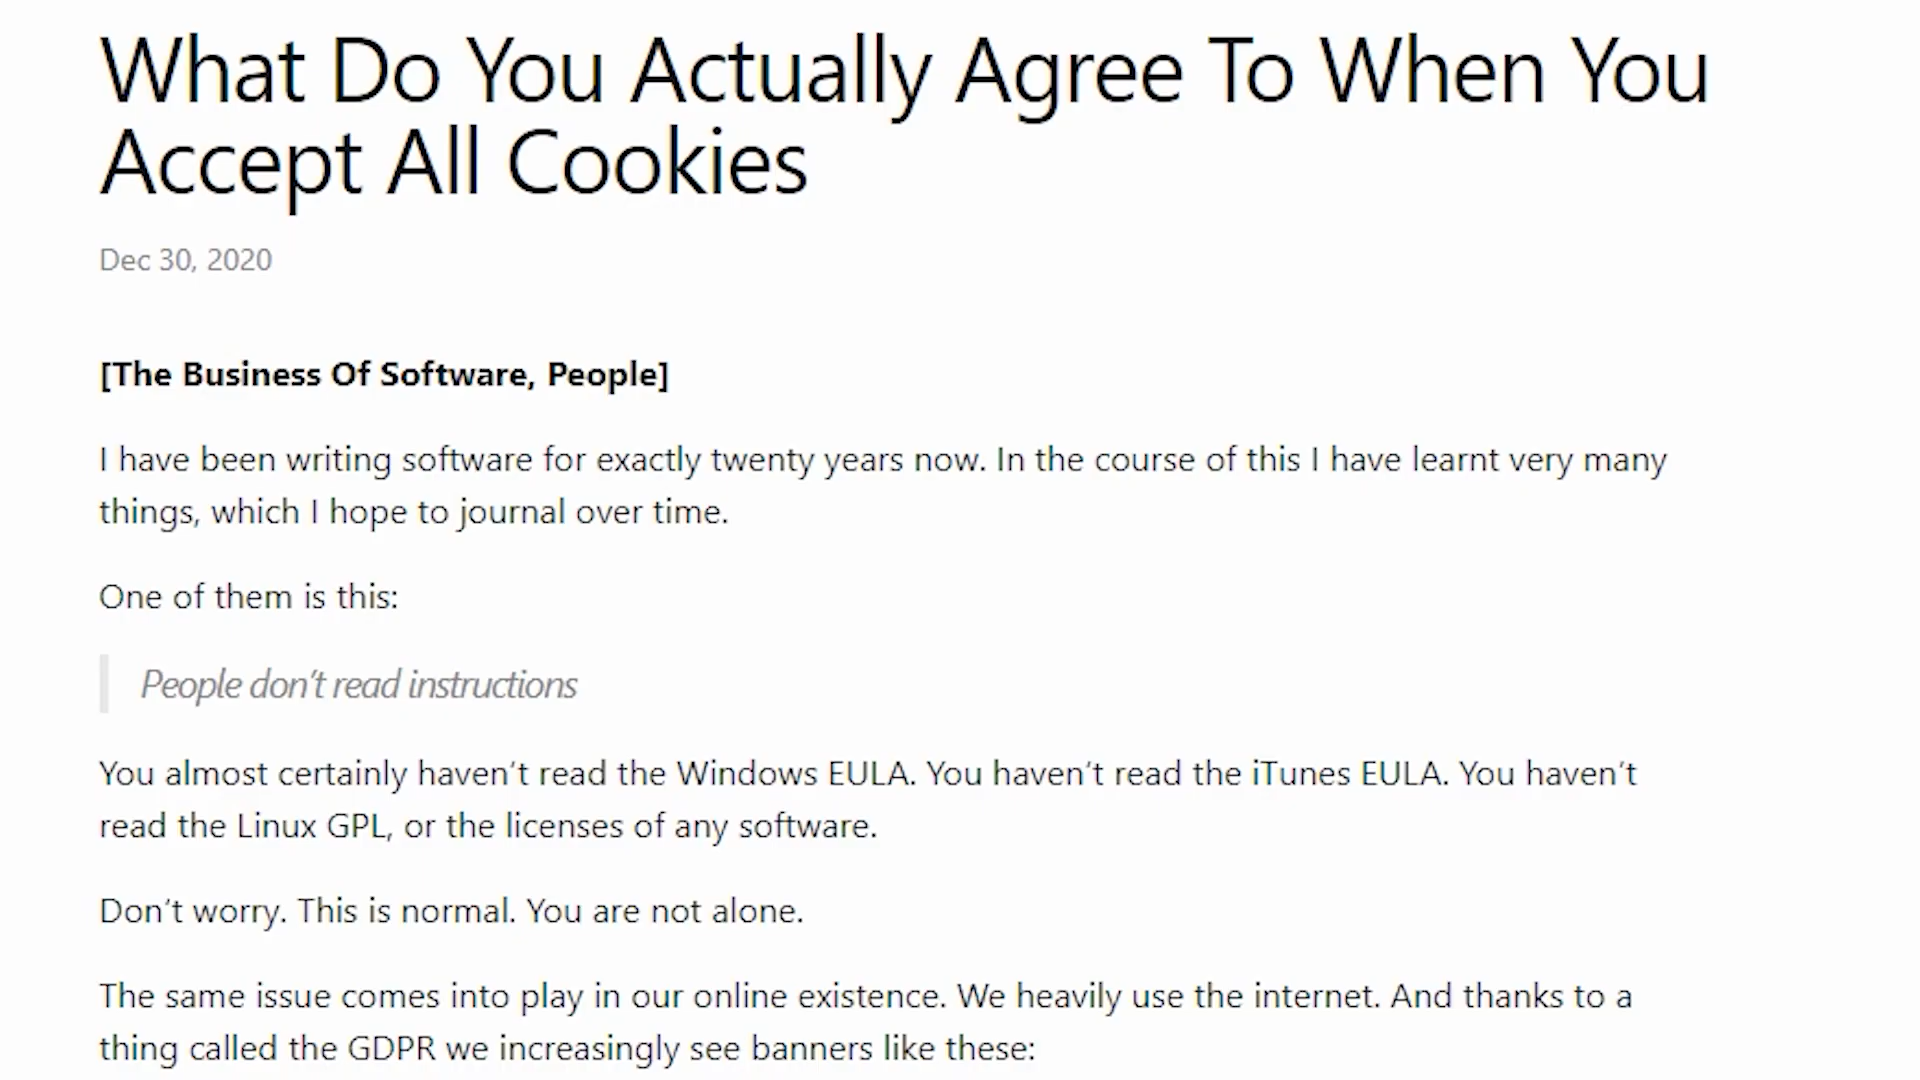 What Do You Actually Agree To When You
Accept All Cookies
Dec 30, 2020
[The Business Of Software, People]
I have been writing software for exactly twenty years now. In the course of this I have learnt very many
things, which I hope to journal over time.
One of them is this:
People don’t read instructions
You almost certainly haven’t read the Windows EULA. You haven’t read the iTunes EULA. You haven’t
read the Linux GPL, or the licenses of any software.
Don’t worry. This is normal. You are not alone.
The same issue comes into play in our online existence. We heavily use the internet. And thanks to a
thing called the GDPR we increasingly see banners like these: